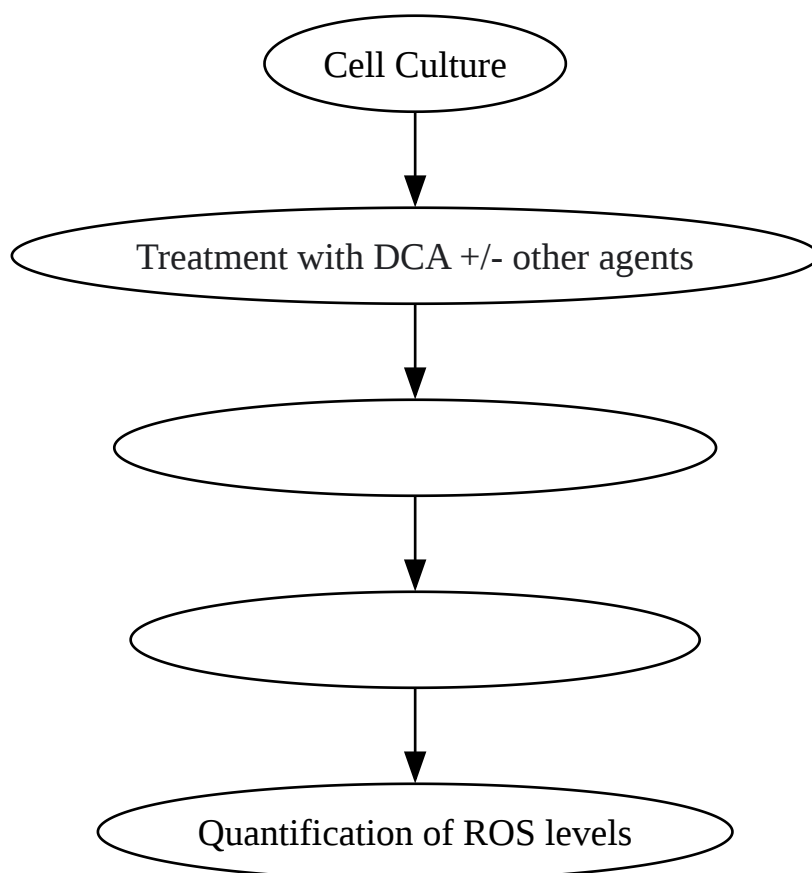 Cell Culture
Treatment with DCA +/- other agents
Quantification of ROS levels